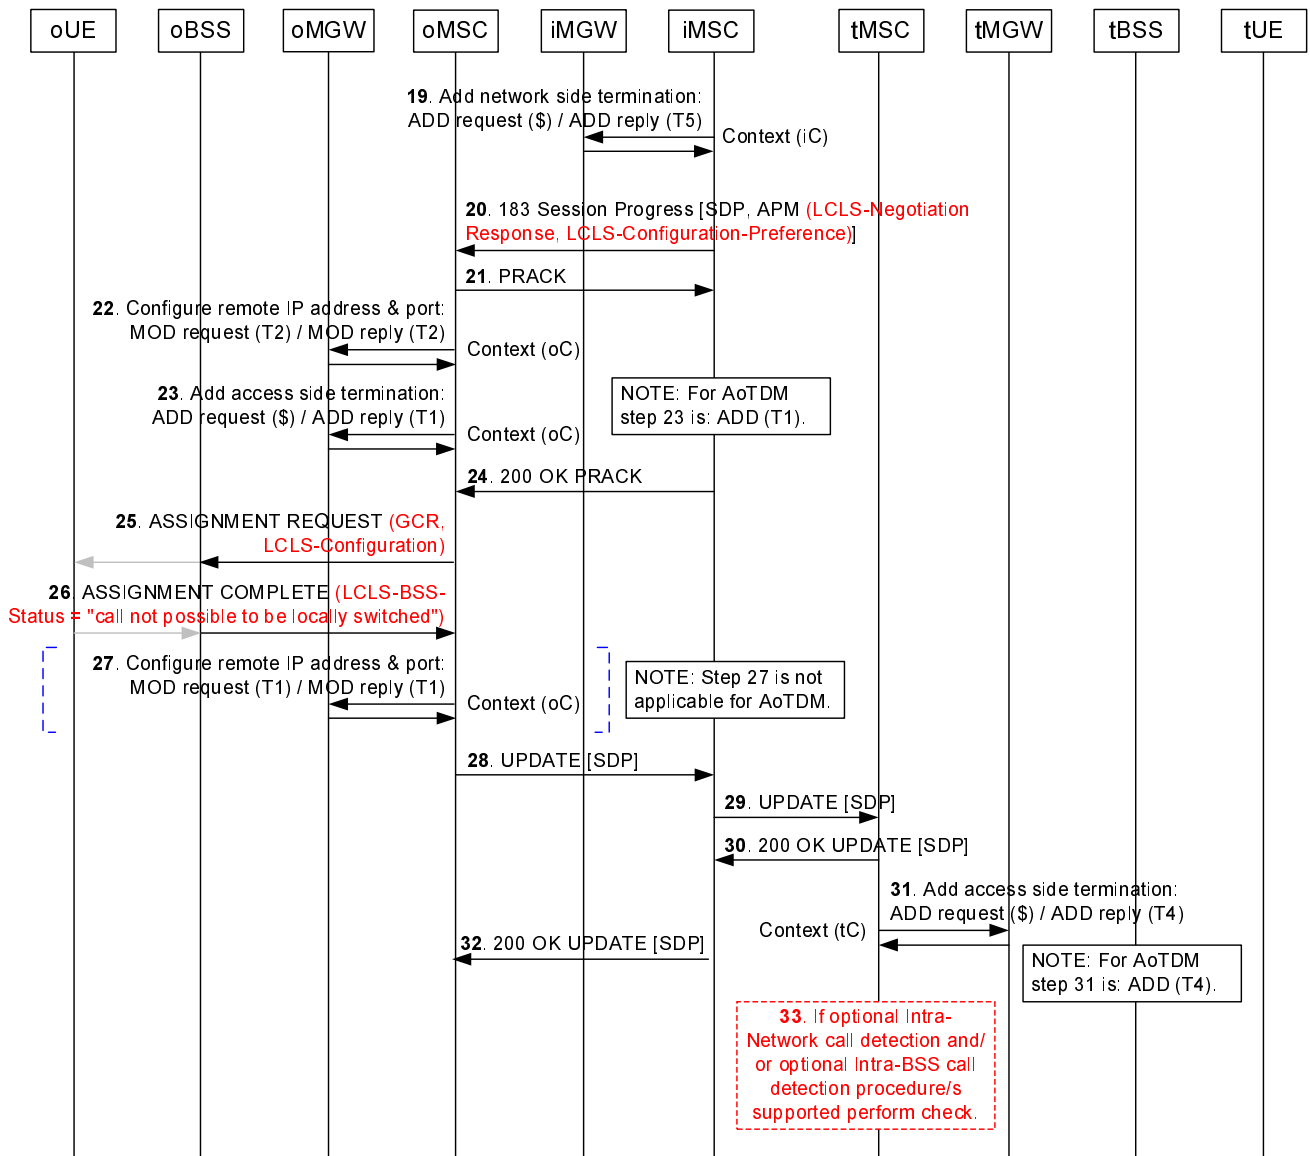 oUE oBSS oMGW oMSC iMGW iMSC tMSC tMGW tBSS tUE
19. Add network side termination:
ADD request ($) / ADD reply (T5)
Context (iC)
20. 183 Session Progress [SDP, APM (LCLS-Negotiation
Response, LCLS-Configuration-Preference)]
21. PRACK
22. Configure remote IP address & port:
MOD request (T2) / MOD reply (T2)
Context (oC)
23. Add access side termination:
ADD request ($) / ADD reply (T1)
Context (oC)
NOTE: For AoTDM
step 23 is: ADD (T1).
24. 200 OK PRACK
25. ASSIGNMENT REQUEST (GCR,
LCLS-Configuration)
26. ASSIGNMENT COMPLETE (LCLS-BSS-
Status = "call not possible to be locally switched")
27. Configure remote IP address & port:
MOD request (T1) / MOD reply (T1)
Context (oC)
NOTE: Step 27 is not
applicable for AoTDM.
28. UPDATE [SDP]
29. UPDATE [SDP]
30. 200 OK UPDATE [SDP]
31. Add access side termination:
ADD request ($) / ADD reply (T4)
Context (tC)
32. 200 OK UPDATE [SDP]
NOTE: For AoTDM
step 31 is: ADD (T4).
33. If optional Intra-
Network call detection and/
or optional Intra-BSS call
detection procedure/s
supported perform check.